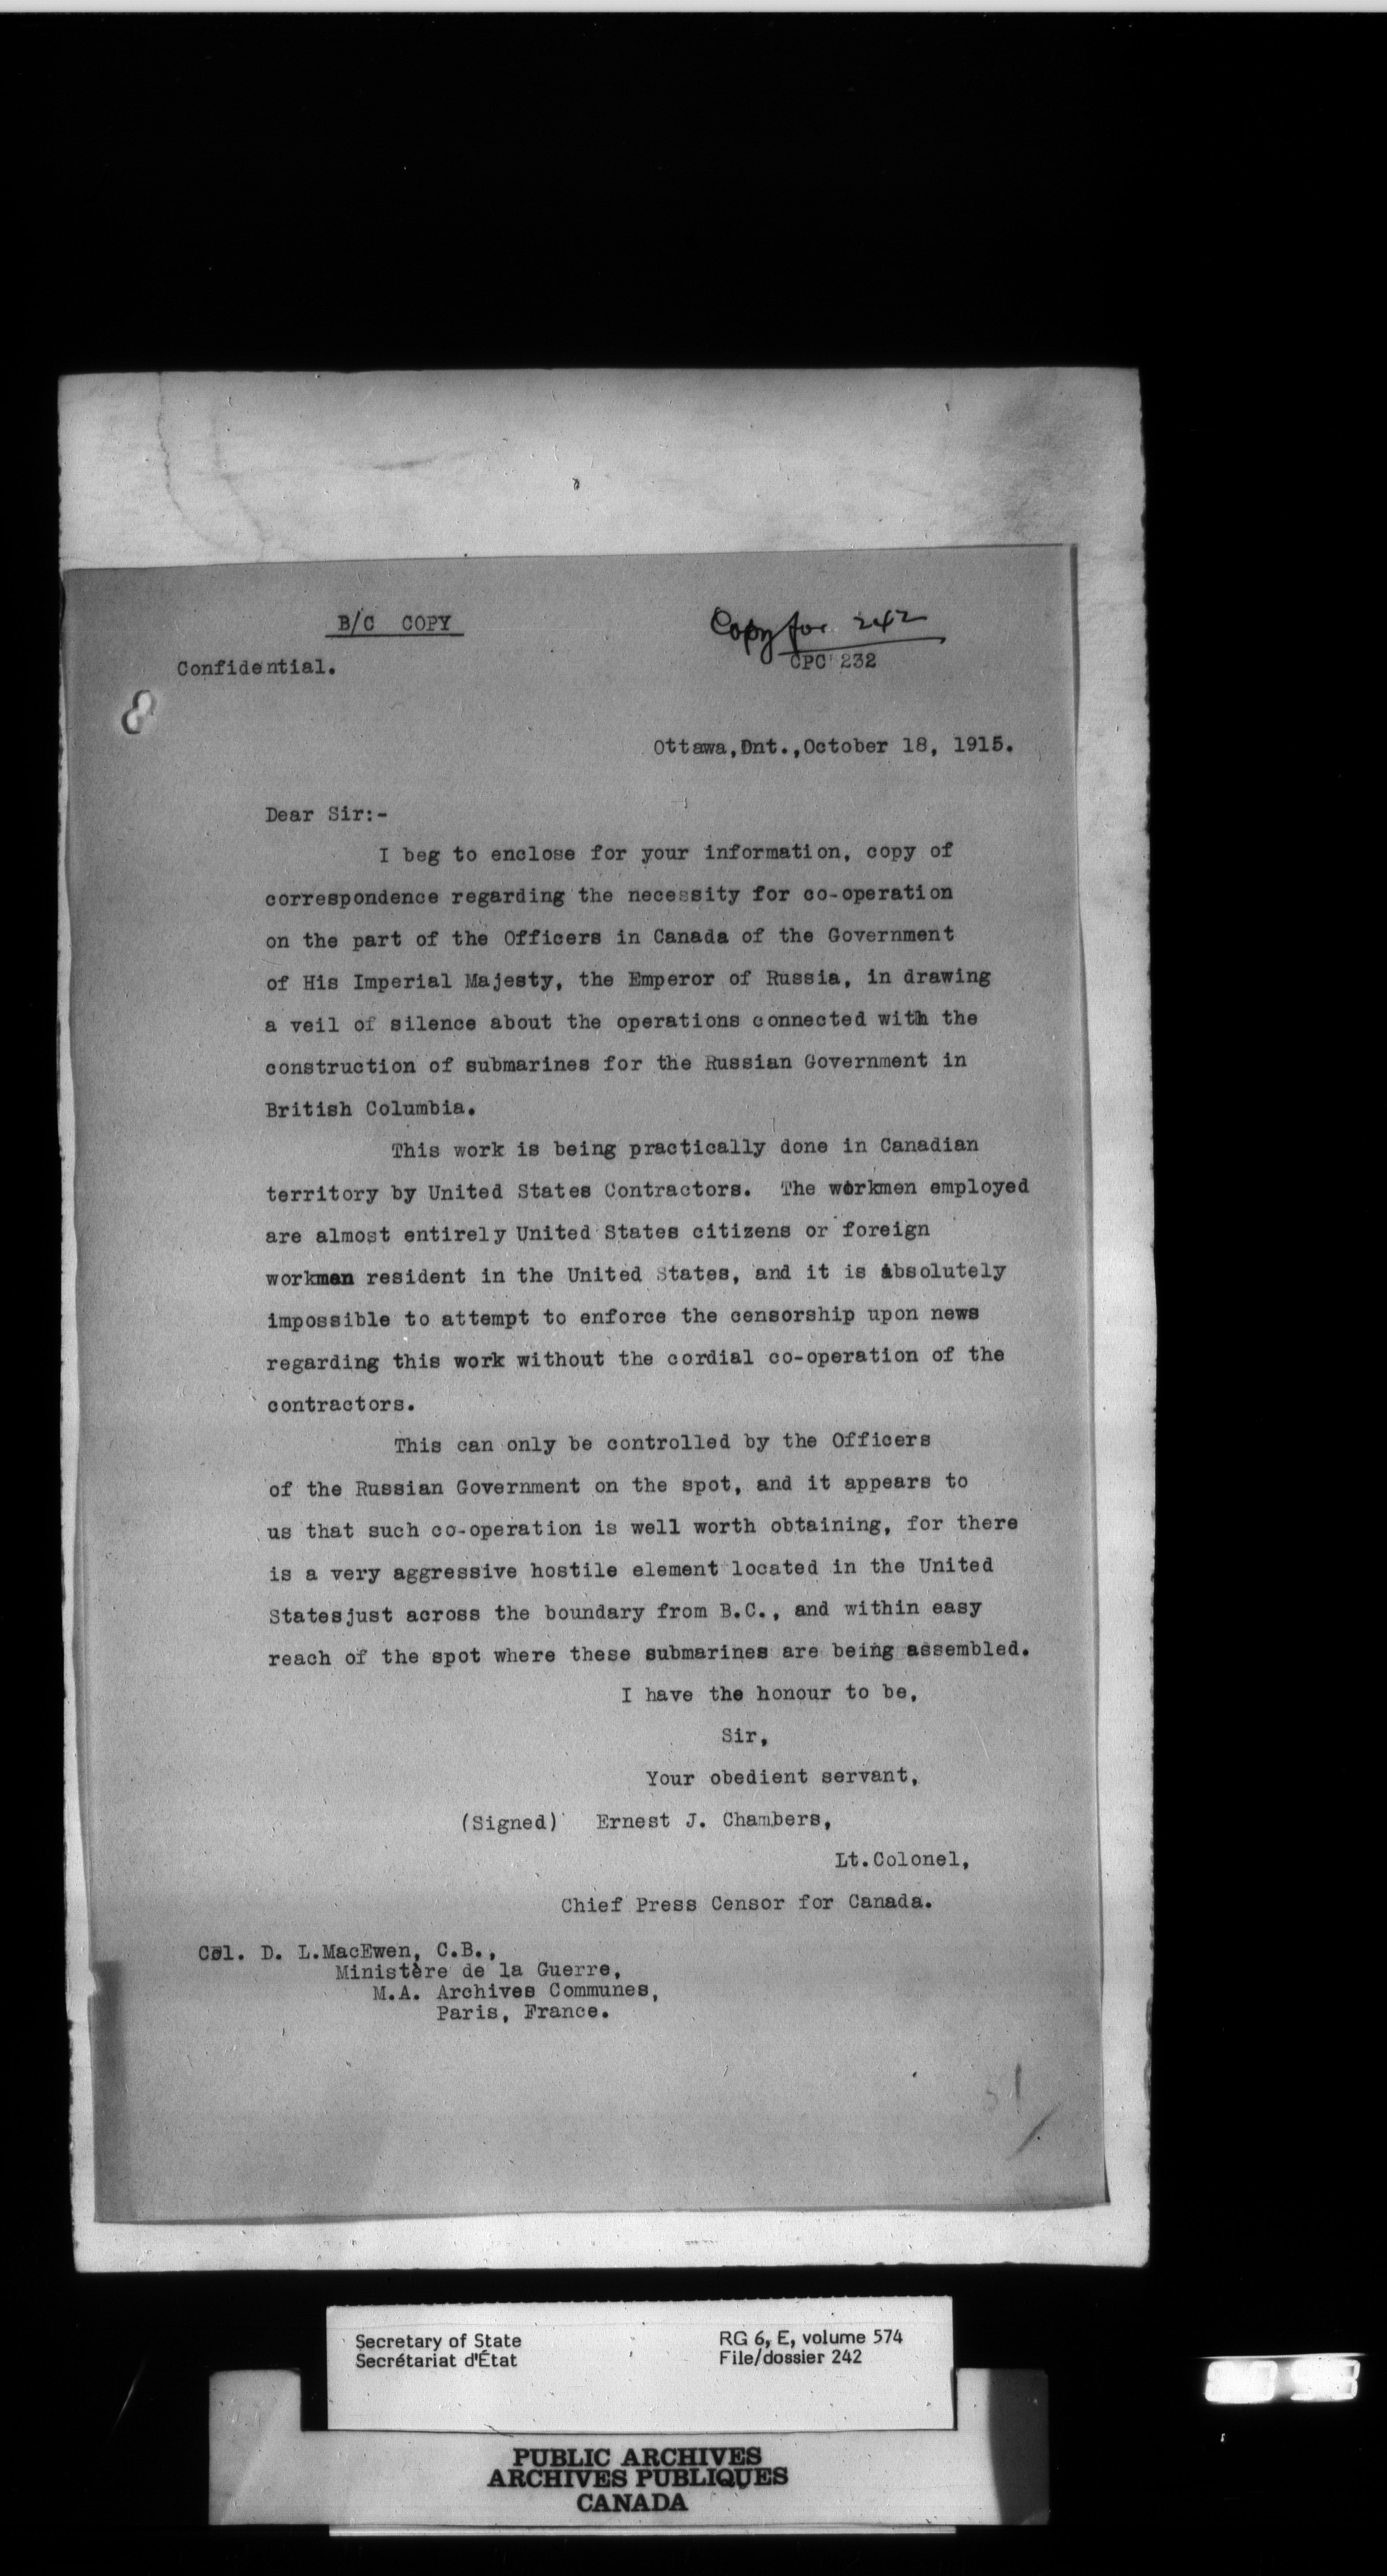 B/C COPY
Copy for 242
CPC 232
Confidential.
8
Ottawa,Ont.,October 18, 1915.
Dear Sir:-
I beg to enclose for your information, copy of
correspondence regarding the necessity for co-operation
on the part of the Officers in Canada of the Government
of His Imperial Majesty, the Emperor of Russia, in drawing
a veil of silence about the operations connected with the
construction of submarines for the Russian Government in
British Columbia.
This work is being practically done in Canadian
territory by United States Contractors. The workmen employed
are almost entirely United States citizens or foreign
workmen resident in the United States, and it is absolutely
impossible to attempt to enforce the censorship upon news
regarding this work without the cordial co-operation of the
contractors.
This can only be controlled by the Officers
of the Russian Government on the spot, and it appears to
us that such co-operation is well worth obtaining, for there
is a very aggressive hostile element located in the United
Statesjust across the boundary from B.C., and within easy
reach of the spot where these submarines are being assembled.
I have the honour to be,
Sir,
Your obedient servant,
(Signed) Ernest J. Chambers,
Lt.Colonel,
Chief Press Censor for Canada.
Col. D. L.MacEwen, C.B.,
Ministère de la Guerre,
M.A. Archives Communes,
Paris, France.
Secretary of State
Secrétariat d'État
RG 6, E, volume 574
File/dossier 242
PUBLIC ARCHIVES
ARCHIVES PUBLIQUES
CANADA